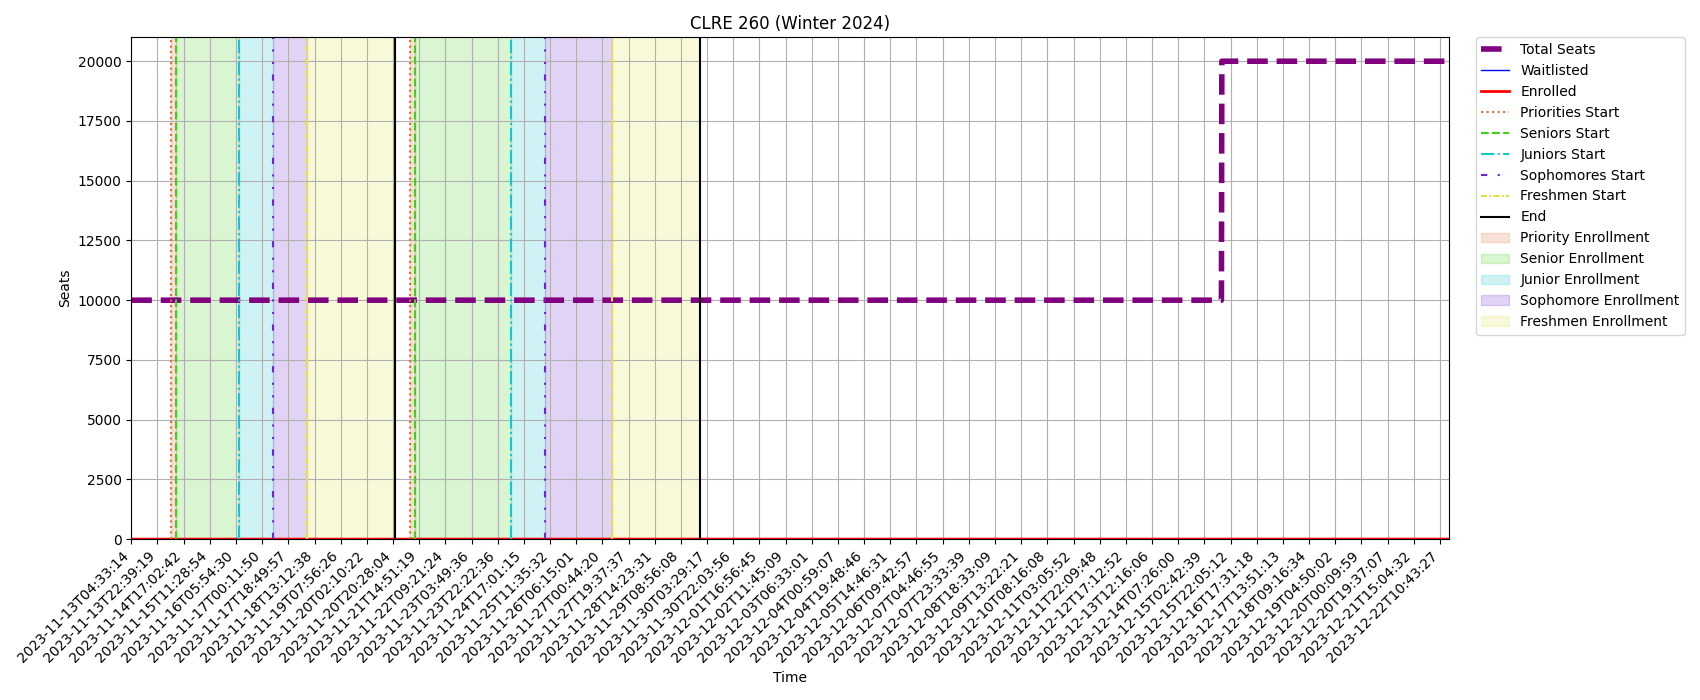 CLRE 260 (Winter 2024)
Seats
20000
17500
15000
12500
10000
7500
5000
2500
0
2023-11-13T04:33:14
2023-11-13T22:39:19
2023-11-14T17:02:42
2023-11-15T11:28:54
2023-11-16T05:54:30
2023-11-17T00:11:50
2023-11-17T18:49:57
2023-11-18T13:12:38
2023-11-19T07:56:26
2023-11-20T02:10:22
2023-11-20T20:28:04
2023-11-21T14:51:19
2023-11-22T09:21:24
2023-11-23T03:49:36
2023-11-23T22:22:36
2023-11-24T17:01:15
2023-11-25T11:35:32
2023-11-26T06:15:01
2023-11-27T00:44:20
2023-11-27T19:37:37
2023-11-28T14:23:31
2023-11-29T08:56:08
2023-11-30T03:29:17
2023-11-30T22:03:56
2023-12-01T16:56:45
2023-12-02T11:45:09
2023-12-03T06:33:01
2023-12-04T00:59:07
2023-12-04T19:48:46
2023-12-05T14:46:31
2023-12-06T09:42:57
2023-12-07T04:46:55
2023-12-07T23:33:39
2023-12-08T18:33:09
2023-12-09T13:22:21
2023-12-10T08:16:08
2023-12-11T03:05:52
2023-12-11T22:09:48
2023-12-12T17:12:52
2023-12-13T12:16:06
2023-12-14T07:26:00
2023-12-15T02:42:39
2023-12-15T22:05:12
2023-12-16T17:31:18
2023-12-17T13:51:13
2023-12-18T09:16:34
2023-12-19T04:50:02
2023-12-20T00:09:59
2023-12-20T19:37:07
2023-12-21T15:04:32
2023-12-22T10:43:27
Time
Total Seats
Waitlisted
Enrolled
Priorities Start
Seniors Start
Juniors Start
Sophomores Start
Freshmen Start
End
Priority Enrollment
Senior Enrollment
Junior Enrollment
Sophomore Enrollment
Freshmen Enrollment